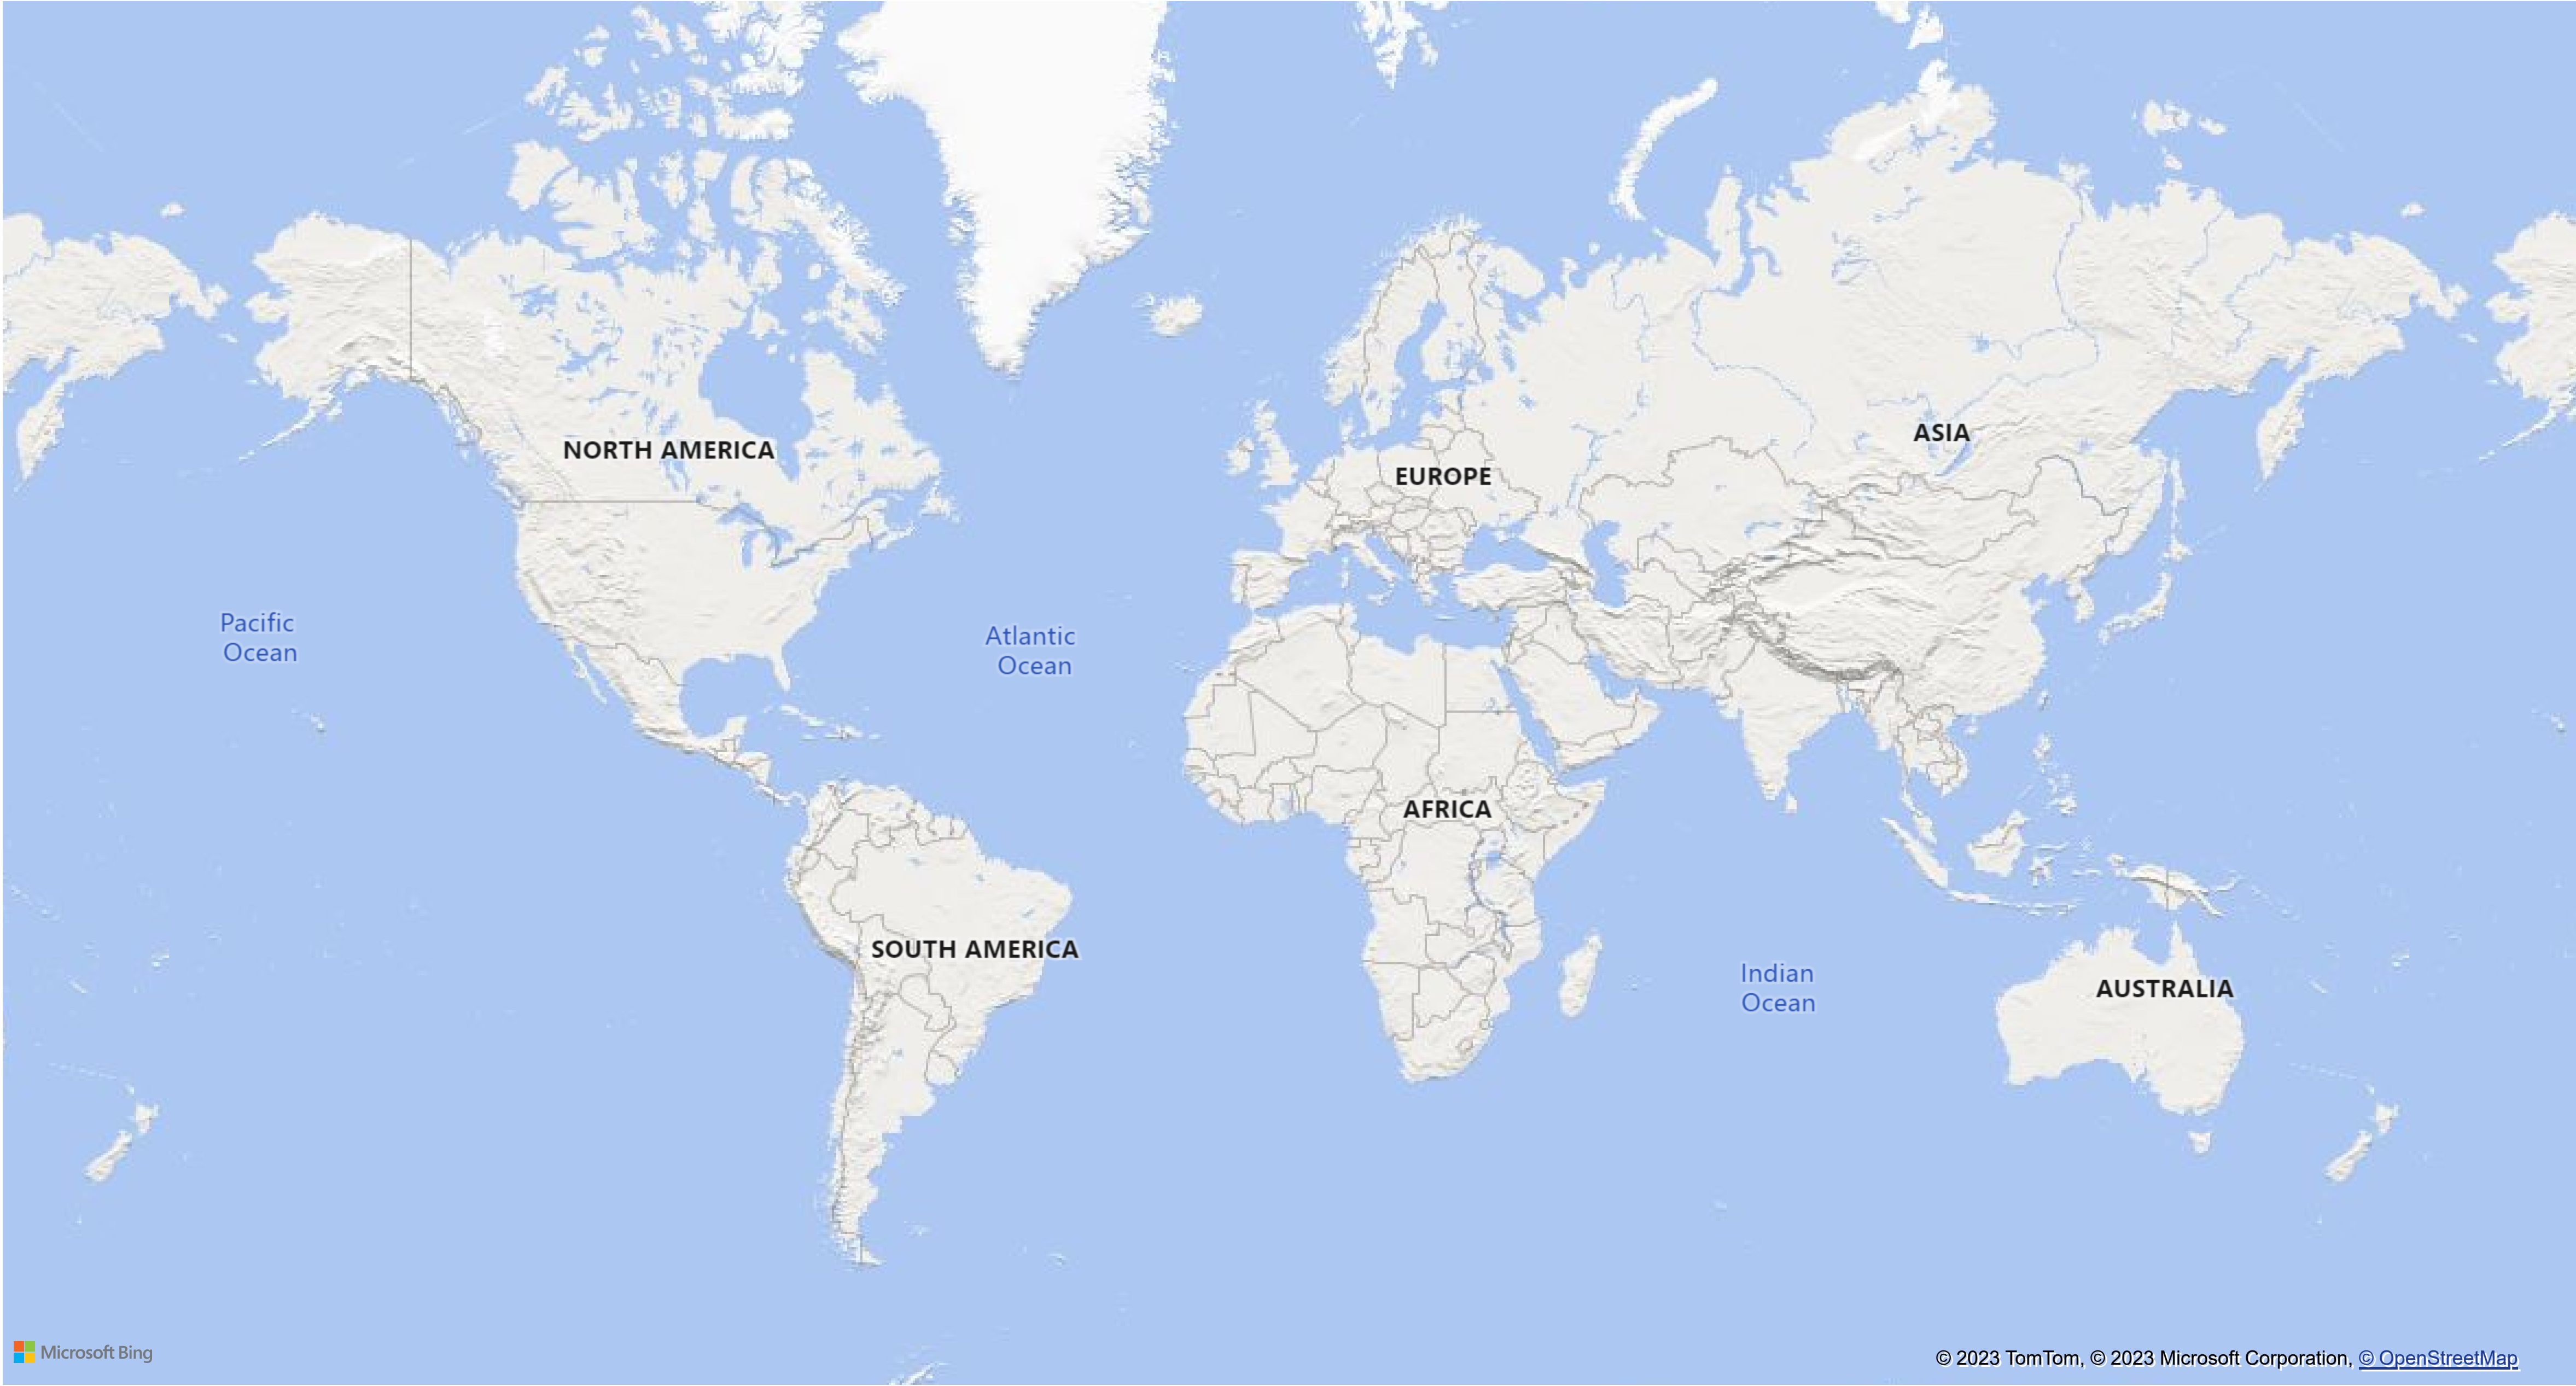 NORTH AMERICA
ASIA
EUROPE
Pacific
Ocean
Atlantic
Ocean
AFRICA
SOUTH AMERICA
Indian
Ocean
AUSTRALIA
Microsoft Bing
© 2023 TomTom, © 2023 Microsoft Corporation, © OpenStreetMap